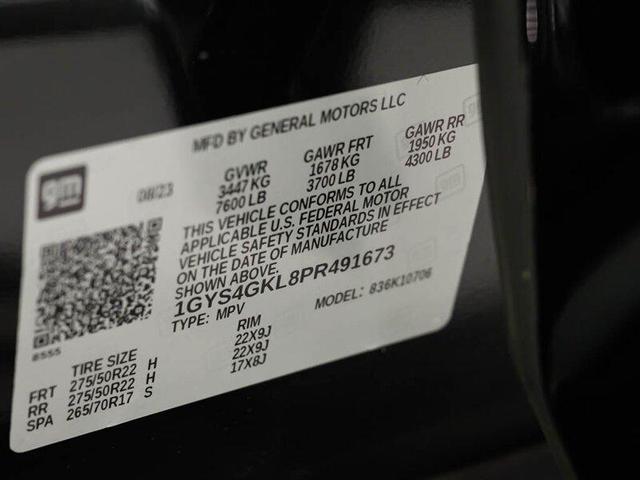 MFD BY GENERAL MOTORS LLC
gm
08/23
GVWR GAWR FRT GAWR RR
3447 KG 1678 KG 1950 KG
7600 LB 3700 LB 4300 LB
THIS VEHICLE CONFORMS TO ALL
APPLICABLE U.S. FEDERAL MOTOR
VEHICLE SAFETY STANDARDS IN EFFECT
ON THE DATE OF MANUFACTURE
SHOWN ABOVE.
1GYS4GKL8PR491673
TYPE: MPV MODEL: 836K10706
8555
TIRE SIZE RIM
FRT 275/50R22 H 22X9J
RR 275/50R22 H 22X9J
SPA 265/70R17 S 17X8J